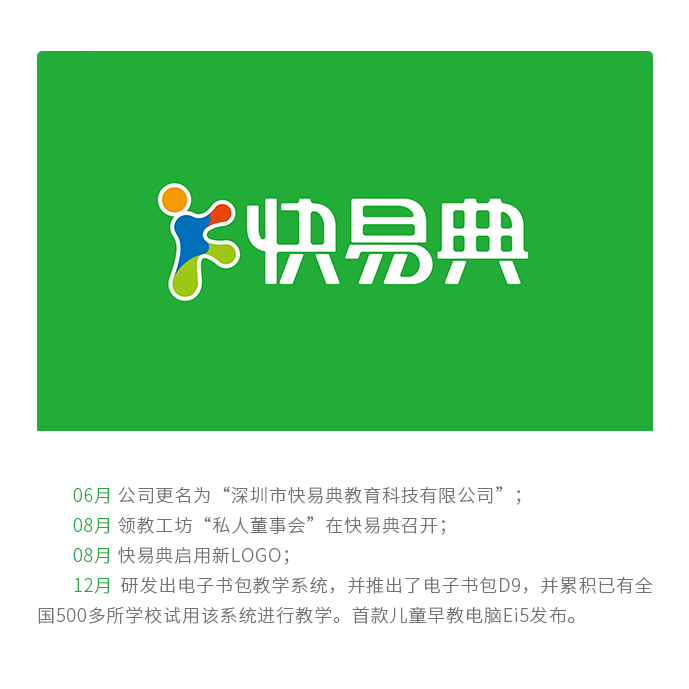 快易典
06月 公司更名为“深圳市快易典教育科技有限公司”；
08月 领教工坊“私人董事会”在快易典召开；
08月 快易典启用新LOGO；
12月 研发出电子书包教学系统，并推出了电子书包D9，并累积已有全
国500多所学校试用该系统进行教学。首款儿童早教电脑Ei5发布。